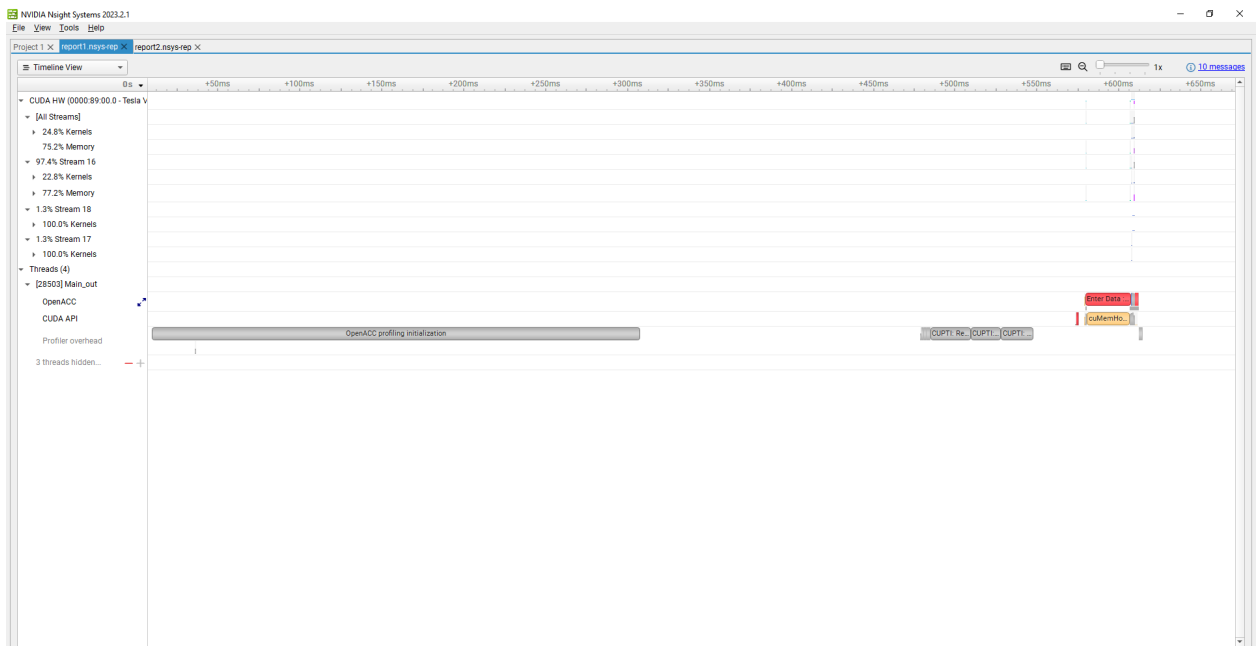 NVIDIA Nsight Systems 2023.2.1
File View Tools Help
Project 1 report1.nsys-rep report2.nsys-rep
Timeline View 1x 10 messages
0s +50ms +100ms +150ms +200ms +250ms +300ms +350ms +400ms +450ms +500ms +550ms +600ms +650ms
CUDA HW (0000:89:00.0 - Tesla V
[All Streams]
24.8% Kernels
75.2% Memory
97.4% Stream 16
22.8% Kernels
77.2% Memory
1.3% Stream 18
100.0% Kernels
1.3% Stream 17
100.0% Kernels
Threads (4)
[28503] Main_out
OpenACC Enter Data ...
CUDA API cuMemHo...
Profiler overhead OpenACC profiling initialization CUPTI: Re... CUPTI:... CUPTI: ...
3 threads hidden...